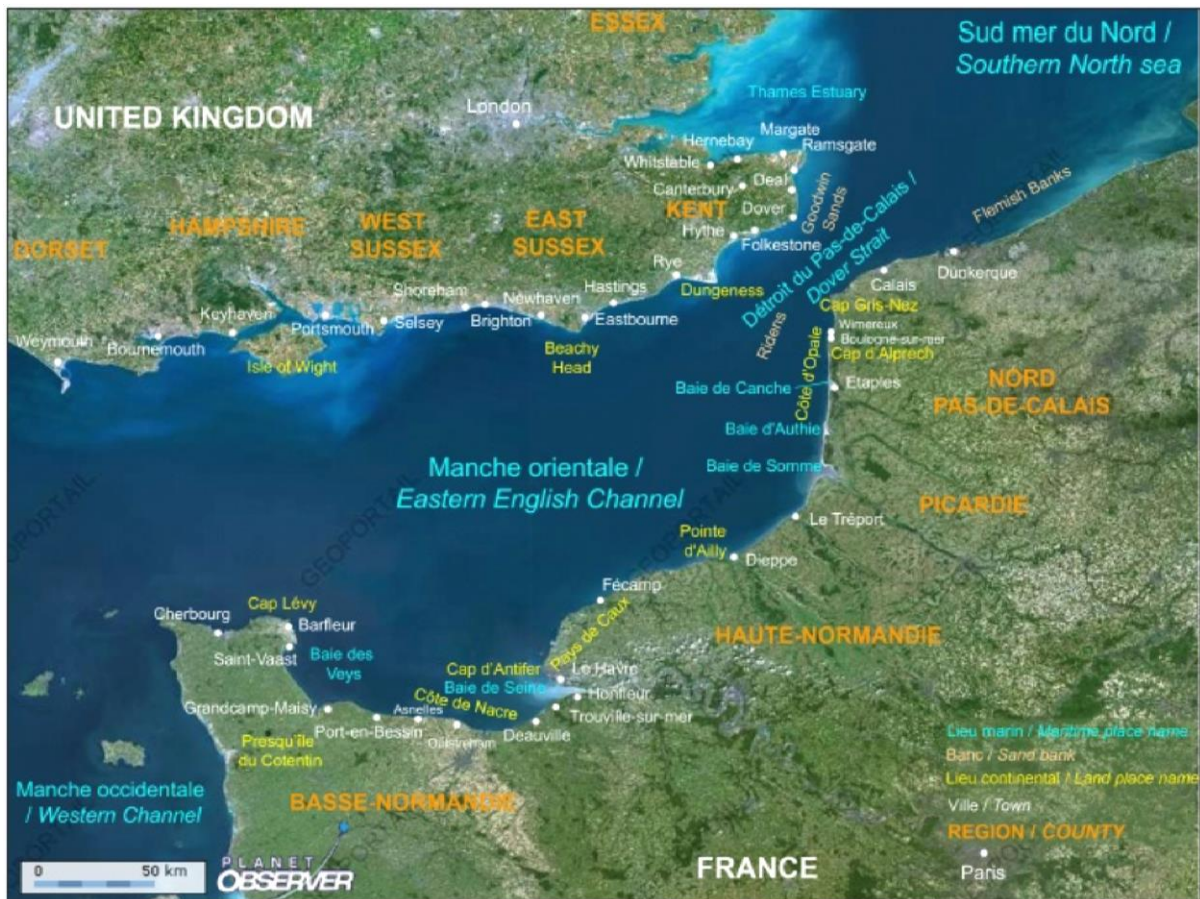 ESSEX
Sud mer du Nord /
Southern North sea
Thames Estuary
UNITED KINGDOM
London
Margate
Hernebay
Ramsgate
Whitstable
Deal
Canterbury
KENT
Goodwin
Sands
Dover
Flemish Banks
HAMPSHIRE
WEST
SUSSEX
EAST
SUSSEX
DORSET
Hythe
Folkestone
Détroit du Pas-de-Calais /
Dover Strait
Rye
Dungeness
Dunkerque
Calais
Cap Gris-Nez
Shoreham
Newhaven
Hastings
Keyhaven
Portsmouth
Selsey
Brighton
Eastbourne
Ridens
Wimereux
Boulogne-sur-mer
Cap d'Alprech
Weymouth
Bournemouth
Isle of Wight
Beachy
Head
Côte d'Opale
Baie de Canche
Etaples
NORD
PAS-DE-CALAIS
Baie d'Authie
Baie de Somme
Manche orientale /
Eastern English Channel
PICARDIE
Le Tréport
Pointe
d'Ailly
Dieppe
Fécamp
Cap Lévy
Cherbourg
Barfleur
Pays de Caux
HAUTE-NORMANDIE
Saint-Vaast
Baie des
Veys
Cap d'Antifer
Le Havre
Baie de Seine
Honfleur
Côte de Nacre
Grandcamp-Maisy
Asnelles
Trouville-sur-mer
Port-en-Bessin
Ouistreham
Deauville
Presqu'île
du Cotentin
Manche occidentale
/ Western Channel
BASSE-NORMANDIE
Lieu marin / Maritime place name
Banc / Sand bank
Lieu continental / Land place name
Ville / Town
REGION / COUNTY
Paris
FRANCE
0 50 km
PLANET
OBSERVER
GEOPORTAIL
GEOPORTAIL
GEOPORTAIL
GEOPORTAIL